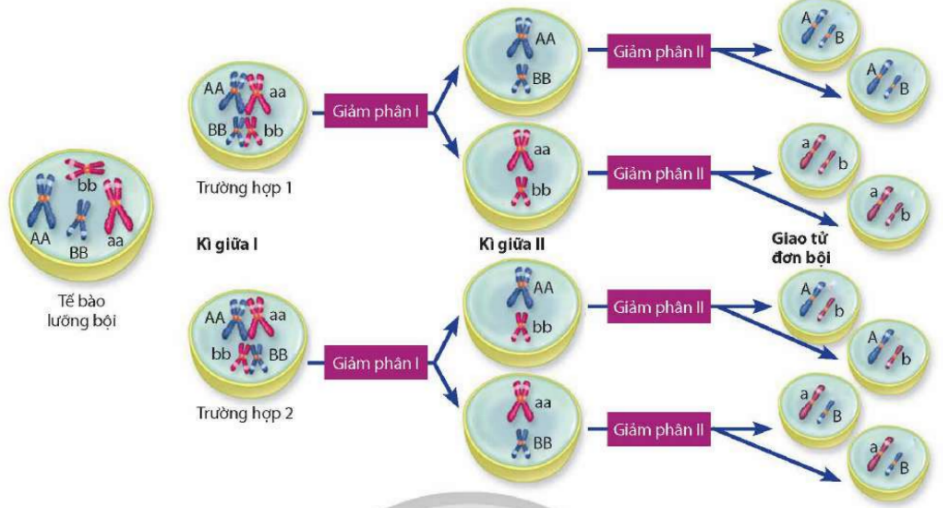 AA
aa
BB
bb
Trường hợp 1
Giảm phân I
AA
BB
Giảm phân II
A
B
A
B
aa
bb
Giảm phân II
a
b
a
b
bb
AA
BB
aa
Tế bào
lưỡng bội
Kì giữa I
Kì giữa II
Giao tử
đơn bội
AA
aa
bb
BB
Trường hợp 2
Giảm phân I
AA
bb
Giảm phân II
A
b
A
b
aa
BB
Giảm phân II
a
B
a
B